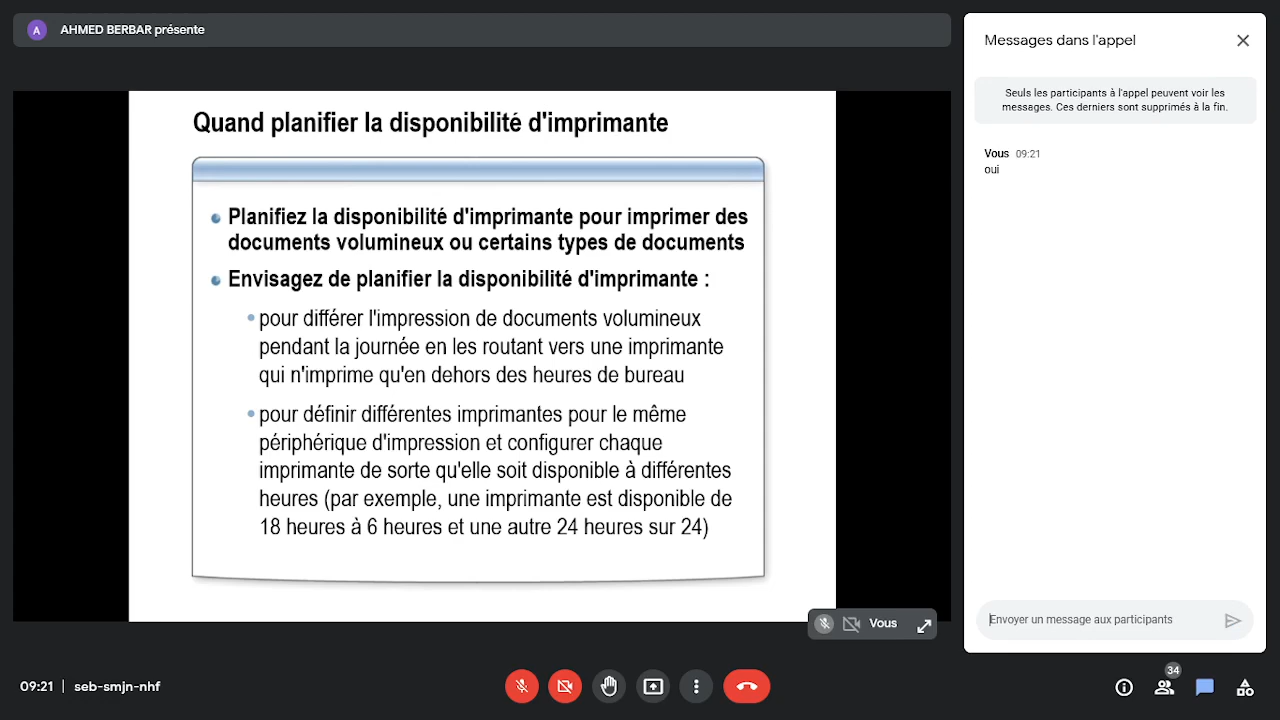 A
AHMED BERBAR présente
Quand planifier la disponibilité d'imprimante
Planifiez la disponibilité d'imprimante pour imprimer des
documents volumineux ou certains types de documents
Envisagez de planifier la disponibilité d'imprimante :
pour différer l'impression de documents volumineux
pendant la journée en les routant vers une imprimante
qui n'imprime qu'en dehors des heures de bureau
pour définir différentes imprimantes pour le même
périphérique d'impression et configurer chaque
imprimante de sorte qu'elle soit disponible à différentes
heures (par exemple, une imprimante est disponible de
18 heures à 6 heures et une autre 24 heures sur 24)
Vous
Messages dans l'appel
Seuls les participants à l'appel peuvent voir les
messages. Ces derniers sont supprimés à la fin.
Vous 09:21
oui
Envoyer un message aux participants
09:21 | seb-smjn-nhf
34